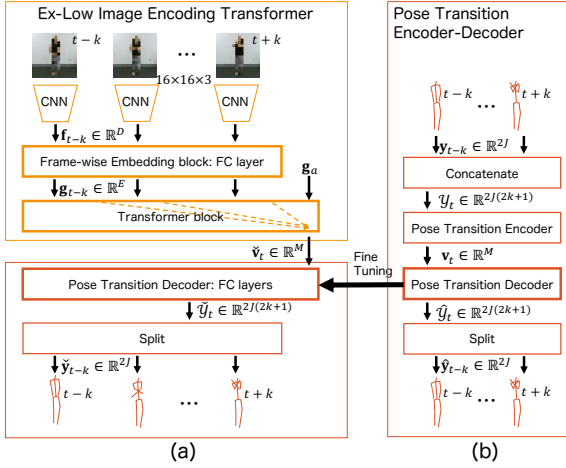 Ex-Low Image Encoding Transformer
t − k
...
t + k
16×16×3
CNN
CNN
CNN
f_{t−k} ∈ ℝ^D
Frame-wise Embedding block: FC layer
g_{t−k} ∈ ℝ^E
g_a
Transformer block
v̌_t ∈ ℝ^M
Pose Transition Decoder: FC layers
𝒴̌_t ∈ ℝ^{2J(2k+1)}
Split
y̌_{t−k} ∈ ℝ^{2J}
t − k
...
t + k
(a)
Fine
Tuning
Pose Transition
Encoder-Decoder
t − k
...
t + k
y_{t−k} ∈ ℝ^{2J}
Concatenate
𝒴_t ∈ ℝ^{2J(2k+1)}
Pose Transition Encoder
v_t ∈ ℝ^M
Pose Transition Decoder
𝒴̂_t ∈ ℝ^{2J(2k+1)}
Split
ŷ_{t−k} ∈ ℝ^{2J}
t − k
...
t + k
(b)